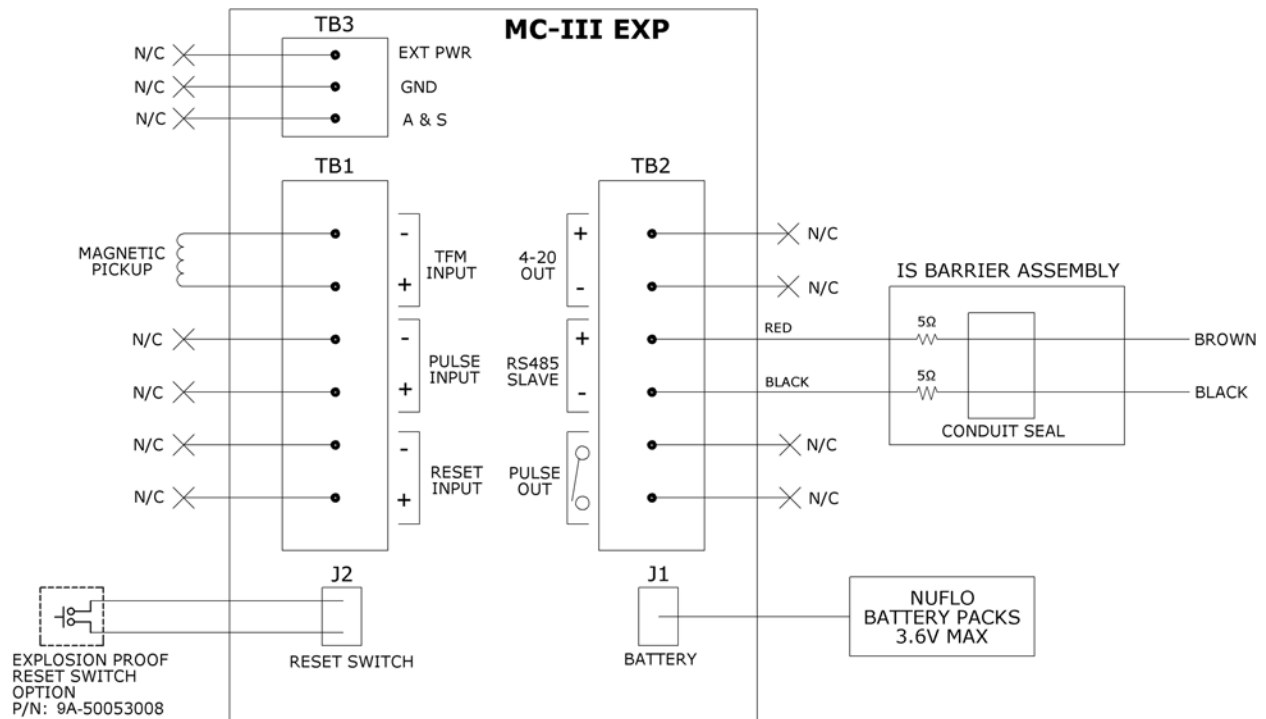 MC-III EXP
TB3
N/C
EXT PWR
N/C
GND
N/C
A & S
TB1
TB2
MAGNETIC
PICKUP
-
+
TFM
INPUT
4-20
OUT
+
-
N/C
N/C
N/C
N/C
-
+
PULSE
INPUT
RS485
SLAVE
+
-
RED
BLACK
IS BARRIER ASSEMBLY
5Ω
5Ω
CONDUIT SEAL
BROWN
BLACK
N/C
N/C
-
+
RESET
INPUT
PULSE
OUT
N/C
N/C
J2
RESET SWITCH
J1
BATTERY
NUFLO
BATTERY PACKS
3.6V MAX
EXPLOSION PROOF
RESET SWITCH
OPTION
P/N: 9A-50053008